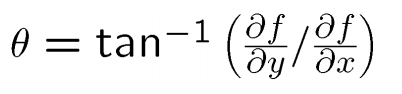 θ = tan⁻¹ (∂f/∂y / ∂f/∂x)